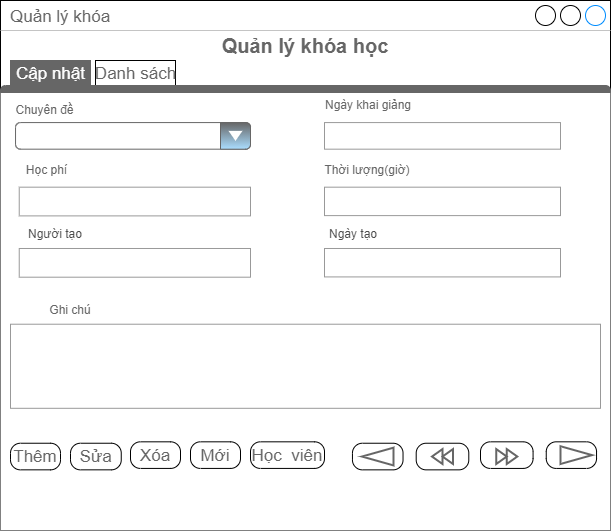 Quản lý khóa
Quản lý khóa học
Cập nhật Danh sách
Chuyên đề Ngày khai giảng
Học phí Thời lượng(giờ)
Người tạo Ngày tạo
Ghi chú
Thêm Sửa Xóa Mới Học viên